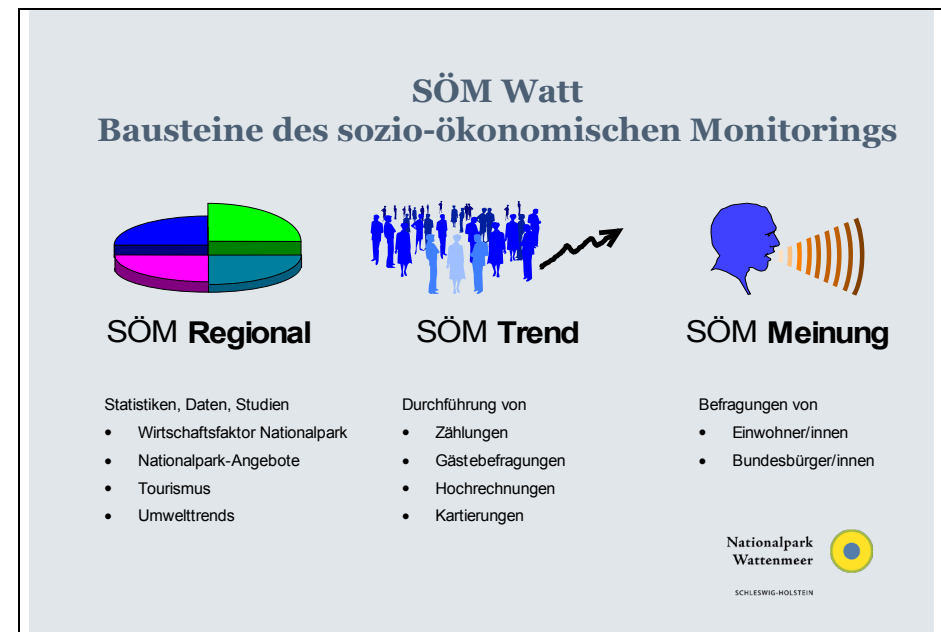 SÖM Watt
Bausteine des sozio-ökonomischen Monitorings
SÖM Regional
Statistiken, Daten, Studien
• Wirtschaftsfaktor Nationalpark
• Nationalpark-Angebote
• Tourismus
• Umwelttrends
SÖM Trend
Durchführung von
• Zählungen
• Gästebefragungen
• Hochrechnungen
• Kartierungen
SÖM Meinung
Befragungen von
• Einwohner/innen
• Bundesbürger/innen
Nationalpark
Wattenmeer
SCHLESWIG-HOLSTEIN